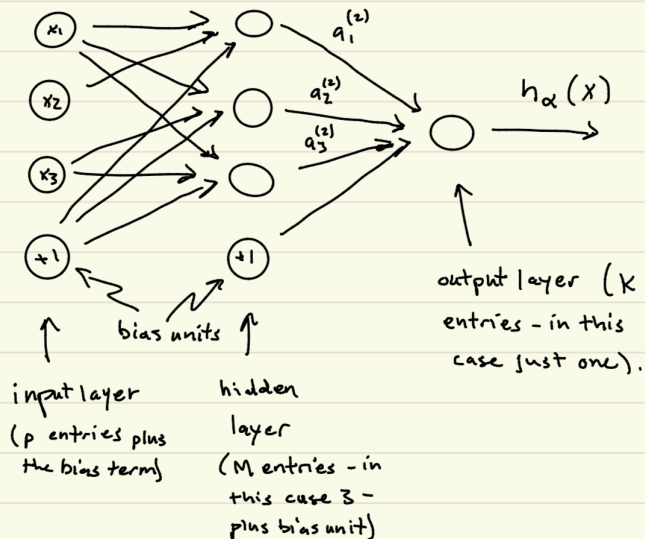 x1
x2
x3
+1
+1
a₁⁽²⁾
a₂⁽²⁾
a₃⁽²⁾
hα(x)
bias units
input layer
(p entries plus
the bias term)
hidden
layer
(M entries - in
this case 3 -
plus bias unit)
output layer (K
entries - in this
case just one).